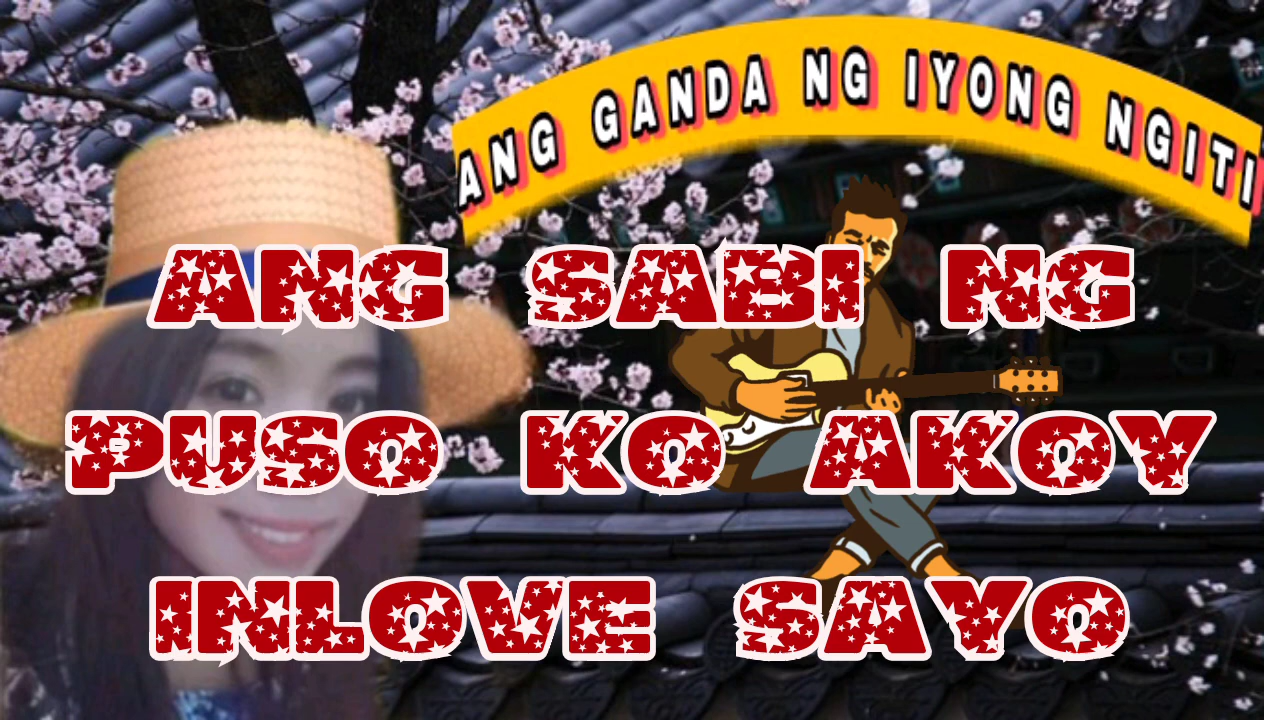 ANG GANDA NG IYONG NGITI
ANG SABI NG
PUSO KO AKOY
INLOVE SAYO